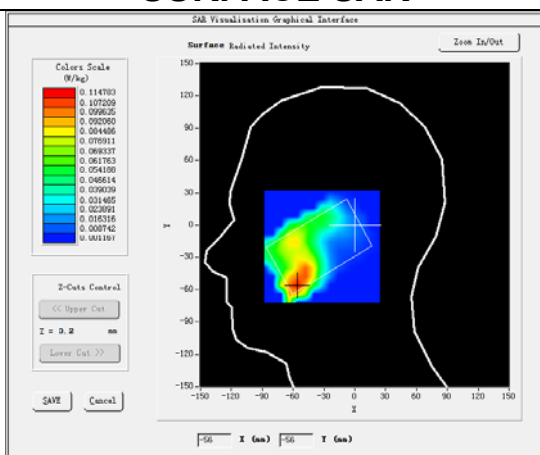 SAR Visualisation Graphical Interface
Surface Radiated Intensity
Zoom In/Out
Colors Scale
(W/kg)
0.114783
0.107209
0.099635
0.092060
0.084486
0.076911
0.069337
0.061763
0.054188
0.046614
0.039039
0.031465
0.023891
0.016316
0.008742
0.001167
Z-Cuts Control
<< Upper Cut
Z = 3.2 mm
Lower Cut >>
SAVE Cancel
150
120
90
60
30
0
-30
-60
-90
-120
-150
Y
-150 -120 -90 -60 -30 0 30 60 90 120 150
X
-56 X (mm) -56 Y (mm)